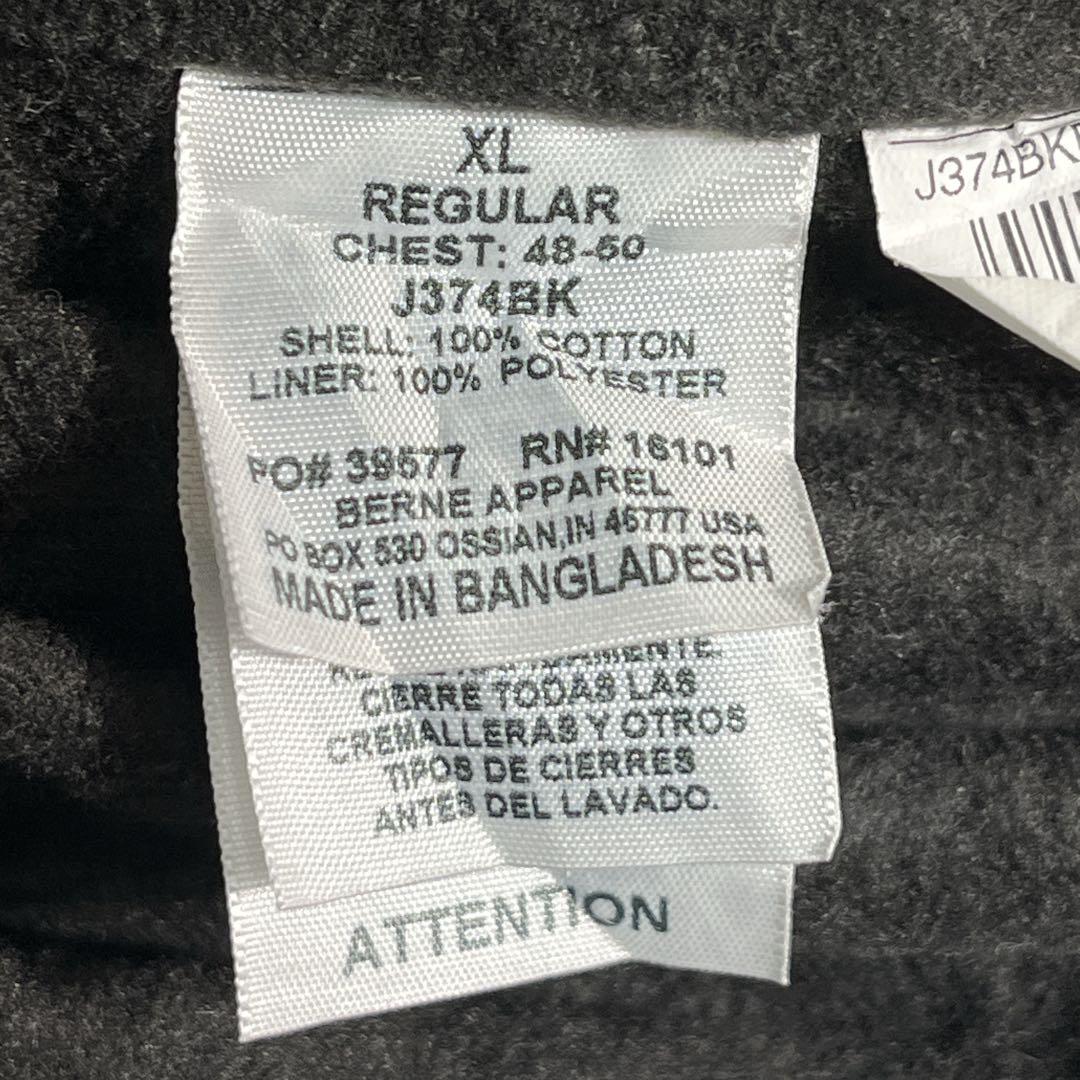 XL
REGULAR
CHEST: 48-50
J374BK
SHELL: 100% COTTON
LINER: 100% POLYESTER
PO# 39577 RN# 16101
BERNE APPAREL
PO BOX 530 OSSIAN,IN 46777 USA
MADE IN BANGLADESH
CIERRE TODAS LAS
CREMALLERAS Y OTROS
TIPOS DE CIERRES
ANTES DEL LAVADO.
ATTENTION
J374BK